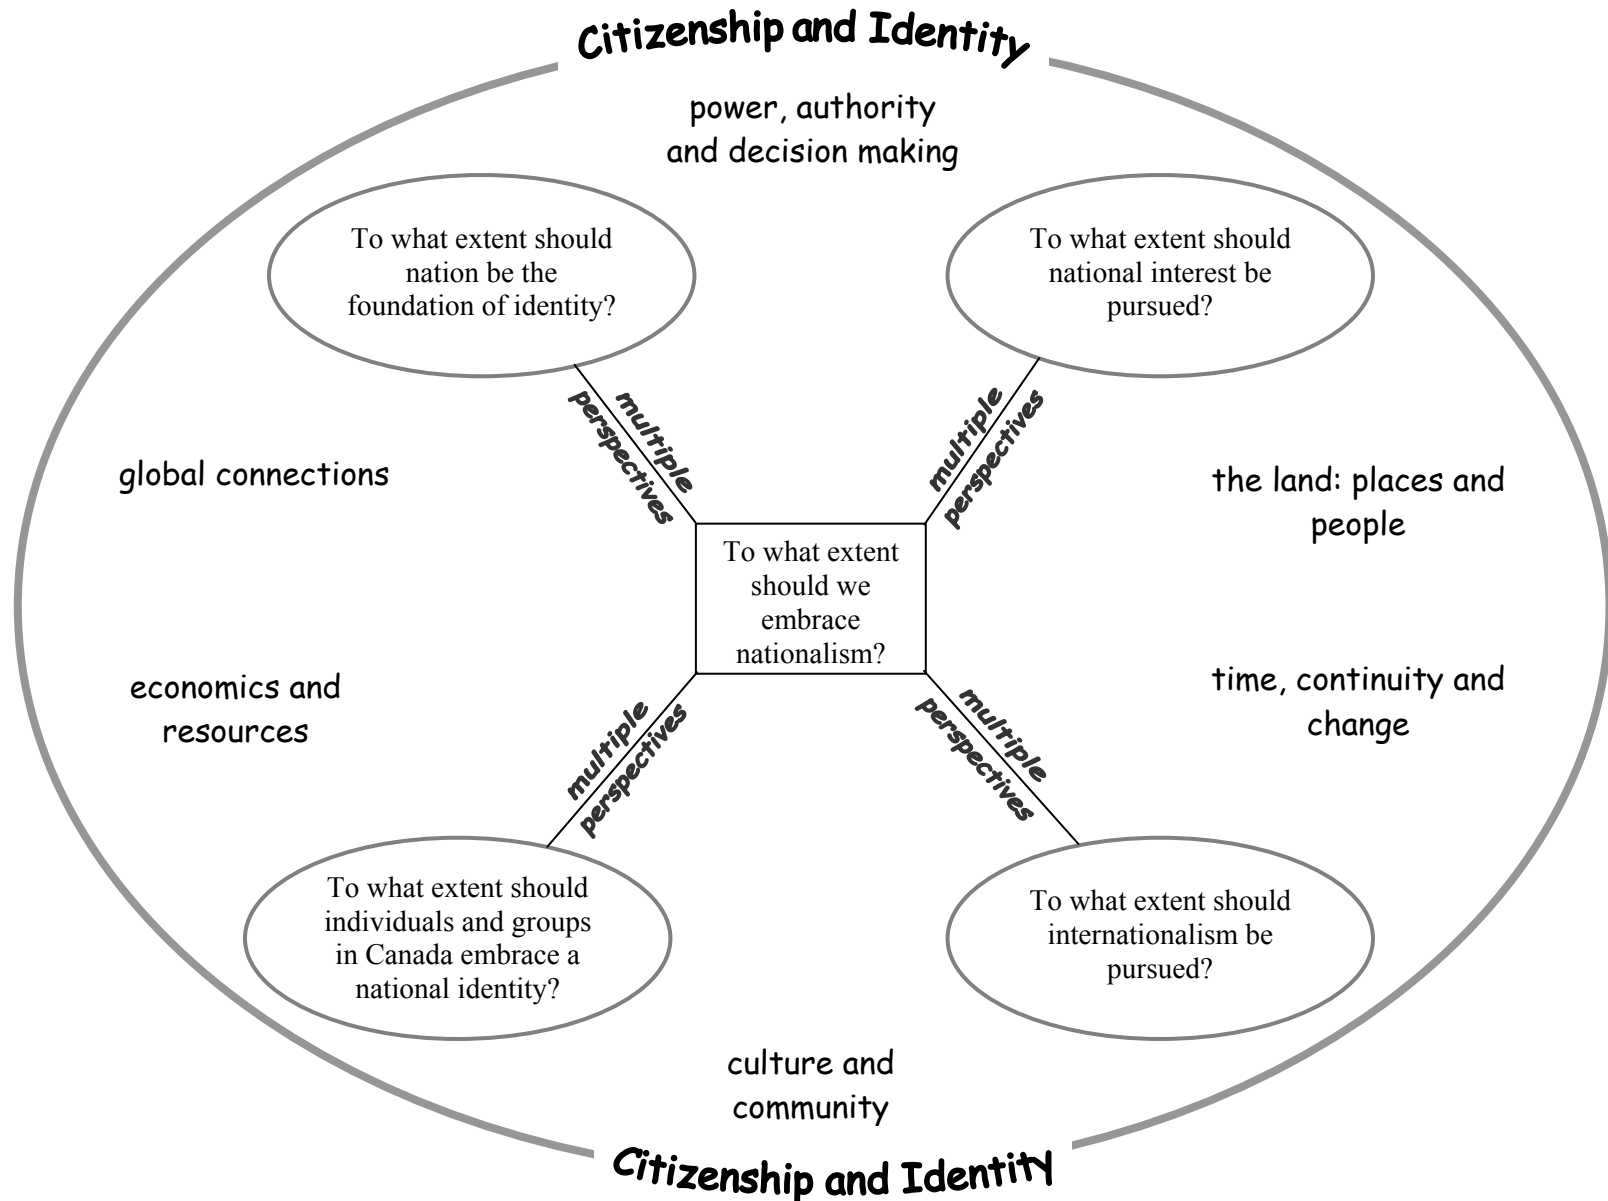 Citizenship and Identity
power, authority
and decision making
To what extent should
nation be the
foundation of identity?
To what extent should
national interest be
pursued?
multiple
perspectives
multiple
perspectives
global connections
the land: places and
people
To what extent
should we
embrace
nationalism?
economics and
resources
time, continuity and
change
multiple
perspectives
multiple
perspectives
To what extent should
individuals and groups
in Canada embrace a
national identity?
To what extent should
internationalism be
pursued?
culture and
community
Citizenship and Identity